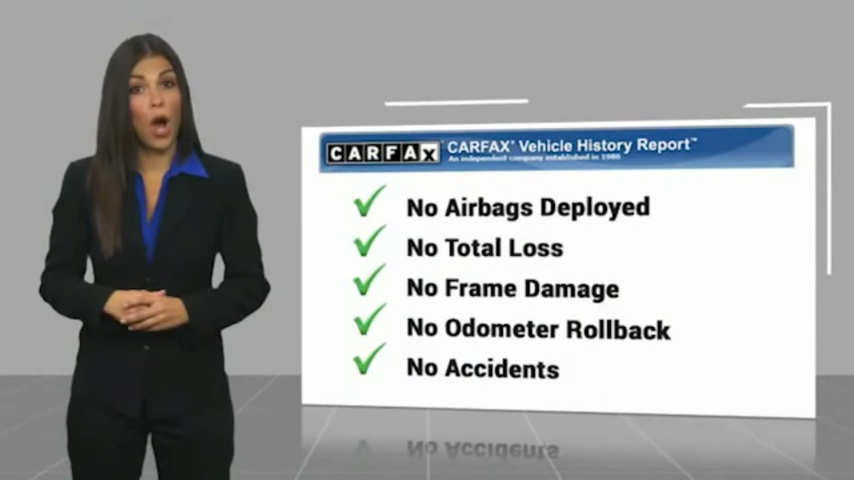 CARFAX CARFAX® Vehicle History Report™
An independent company established in 1986
No Airbags Deployed
No Total Loss
No Frame Damage
No Odometer Rollback
No Accidents
No Accidents